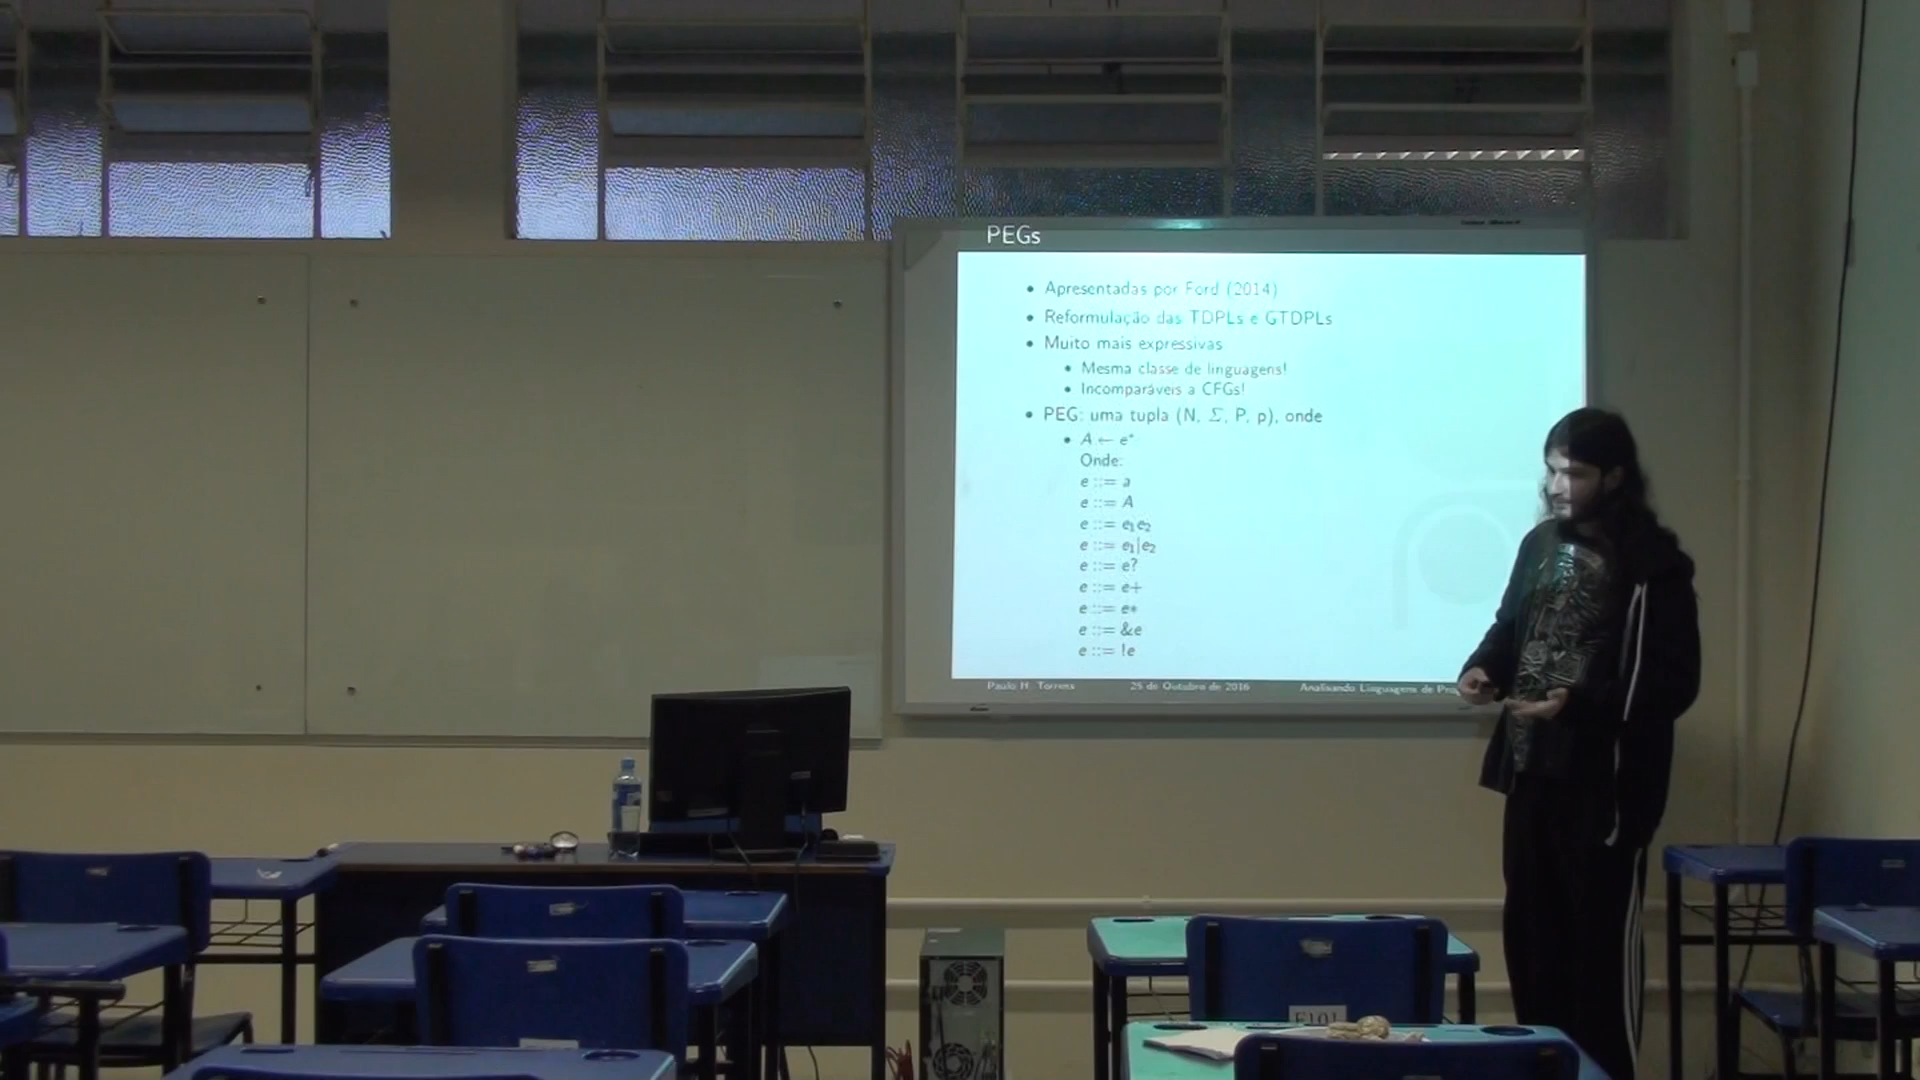 PEGs
• Apresentadas por Ford (2014)
• Reformulação das TDPLs e GTDPLs
• Muito mais expressivas
• Mesma classe de linguagens!
• Incomparáveis a CFGs!
• PEG: uma tupla (N, Σ, P, p), onde
• A ← e*
Onde:
e ::= a
e ::= A
e ::= e₁e₂
e ::= e₁|e₂
e ::= e?
e ::= e+
e ::= e*
e ::= &e
e ::= !e
Paulo H. Torrens 25 de Outubro de 2016 Analisando Linguagens de
E101